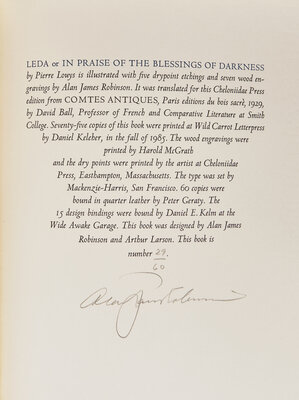 LEDA or IN PRAISE OF THE BLESSINGS OF DARKNESS
by Pierre Louys is illustrated with five drypoint etchings and seven wood en-
gravings by Alan James Robinson. It was translated for this Cheloniidae Press
edition from COMTES ANTIQUES, Paris editions du bois sacrè, 1929,
by David Ball, Professor of French and Comparative Literature at Smith
College. Seventy-five copies of this book were printed at Wild Carrot Letterpress
by Daniel Keleher, in the fall of 1985. The wood engravings were
printed by Harold McGrath
and the dry points were printed by the artist at Cheloniidae
Press, Easthampton, Massachusetts. The type was set by
Mackenzie-Harris, San Francisco. 60 copies were
bound in quarter leather by Peter Geraty. The
15 design bindings were bound by Daniel E. Kelm at the
Wide Awake Garage. This book was designed by Alan James
Robinson and Arthur Larson. This book is
number 29
60
Alan James Robinson